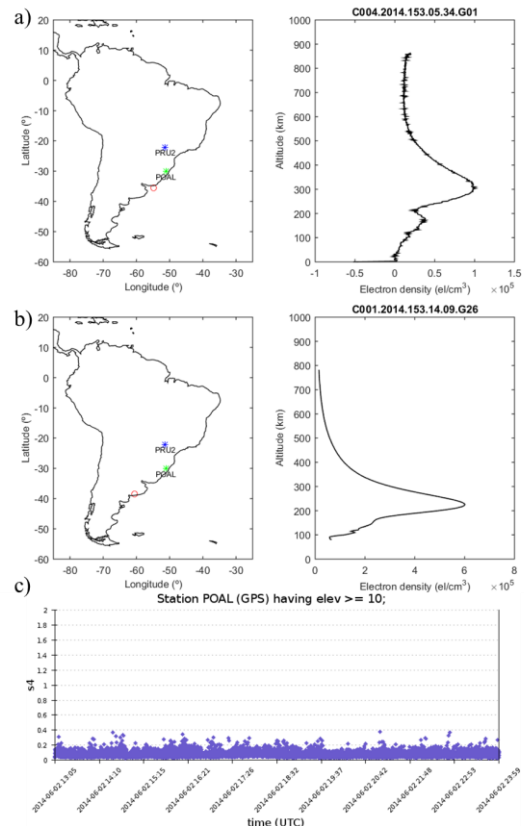 a)
C004.2014.153.05.34.G01
Latitude (º)
20
10
0
-10
-20
-30
-40
-50
-60
PRU2
POAL
-80 -70 -60 -50 -40 -30
Longitude (º)
Altitude (km)
1000
900
800
700
600
500
400
300
200
100
0
-1 -0.5 0 0.5 1 1.5
Electron density (el/cm³) × 10⁵
b)
C001.2014.153.14.09.G26
Latitude (º)
20
10
0
-10
-20
-30
-40
-50
-60
PRU2
POAL
-85 -75 -65 -55 -45 -35 -25
Longitude (º)
Altitude (km)
1000
900
800
700
600
500
400
300
200
100
0
0 2 4 6 8
Electron density (el/cm³) × 10⁵
c)
Station POAL (GPS) having elev >= 10;
s4
2
1.8
1.6
1.4
1.2
1
0.8
0.6
0.4
0.2
0
2014-06-02 13:05
2014-06-02 14:10
2014-06-02 15:15
2014-06-02 16:21
2014-06-02 17:26
2014-06-02 18:32
2014-06-02 19:37
2014-06-02 20:42
2014-06-02 21:48
2014-06-02 22:53
2014-06-02 23:59
time (UTC)